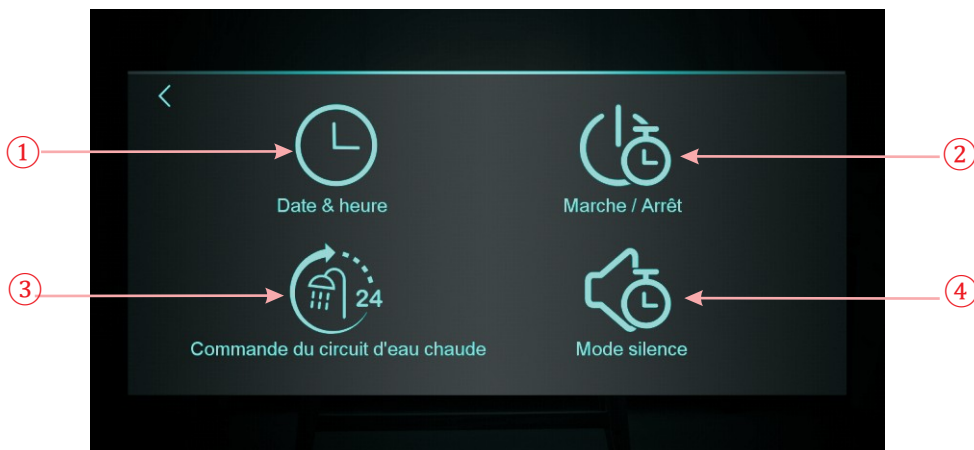 ①
②
Date & heure
Marche / Arrêt
③
④
24
Commande du circuit d'eau chaude
Mode silence